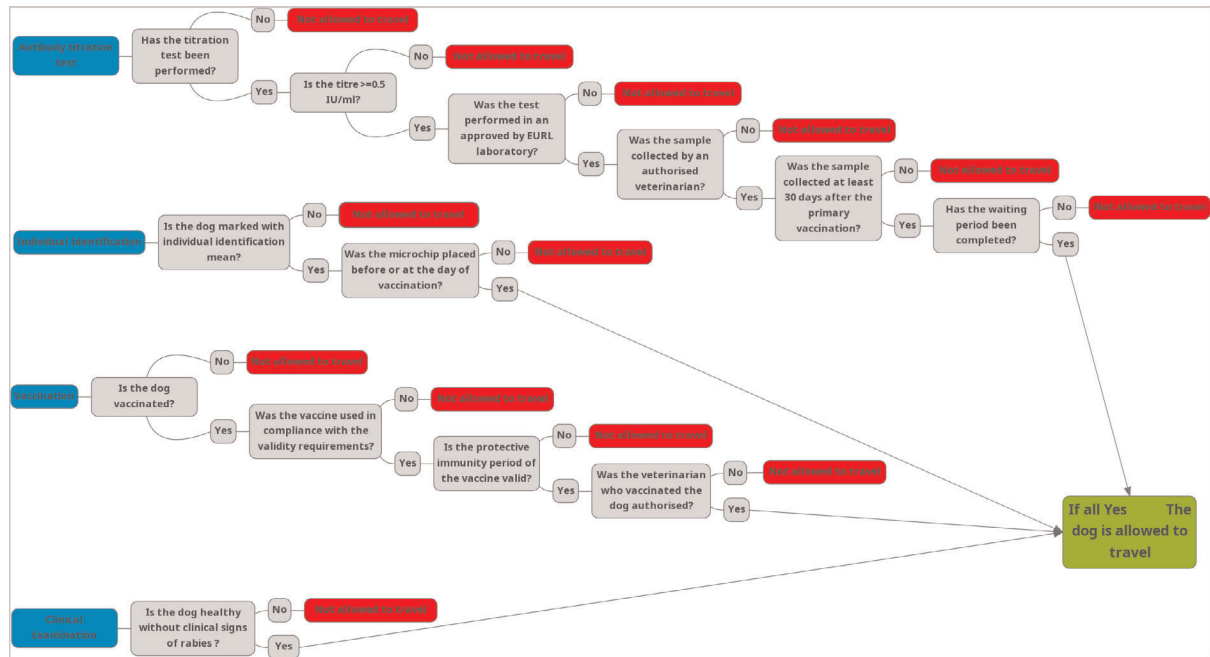 No
Not allowed to travel
Antibody titration
test
Has the titration
test been
performed?
Yes
Is the titre >=0.5
IU/ml?
No
Not allowed to travel
Yes
Was the test
performed in an
approved by EURL
laboratory?
No
Not allowed to travel
Yes
Was the sample
collected by an
authorised
veterinarian?
No
Not allowed to travel
Yes
Was the sample
collected at least
30 days after the
primary
vaccination?
No
Not allowed to travel
Yes
Has the waiting
period been
completed?
No
Not allowed to travel
Yes
Individual Identification
Is the dog marked with
individual identification
mean?
No
Not allowed to travel
Yes
Was the microchip placed
before or at the day of
vaccination?
No
Not allowed to travel
Yes
Vaccination
Is the dog
vaccinated?
No
Not allowed to travel
Yes
Was the vaccine used in
compliance with the
validity requirements?
No
Not allowed to travel
Yes
Is the protective
immunity period of
the vaccine valid?
No
Not allowed to travel
Yes
Was the veterinarian
who vaccinated the
dog authorised?
No
Not allowed to travel
Yes
Clinical
Examination
Is the dog healthy
without clinical signs
of rabies ?
No
Not allowed to travel
Yes
If all Yes The
dog is allowed to
travel